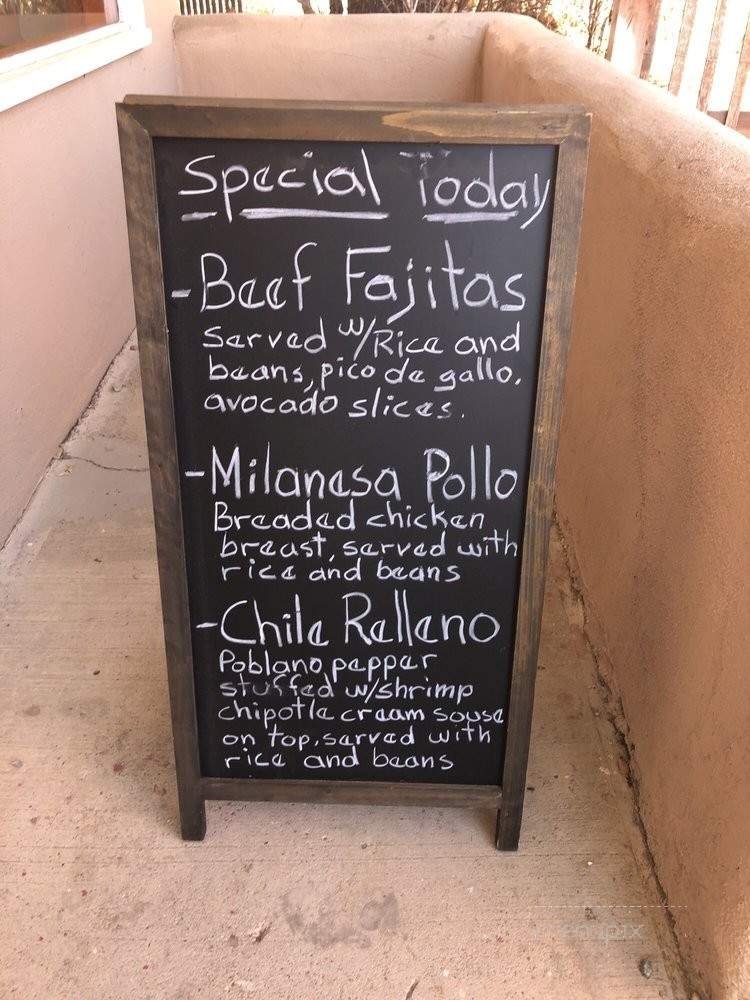 Special Today
-Beef Fajitas
Served w/Rice and
beans, pico de gallo.
avocado slices.
-Milanesa Pollo
Breaded chicken
breast, served with
rice and beans
-Chile Relleno
Poblano pepper
stuffed w/shrimp
chipotle cream souse
on top. served with
rice and beans